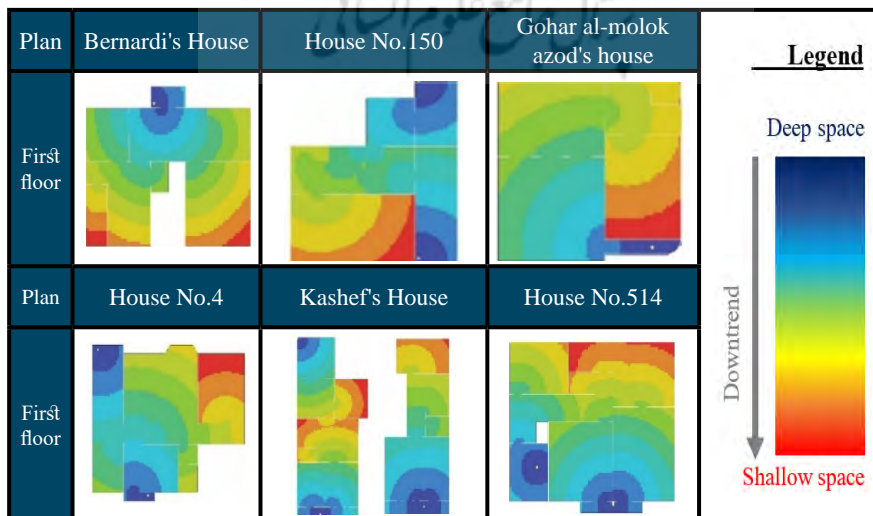 Plan
Bernardi's House
House No.150
Gohar al-molok
azod's house
First
floor
Plan
House No.4
Kashef's House
House No.514
First
floor
Legend
Deep space
Downtrend
Shallow space